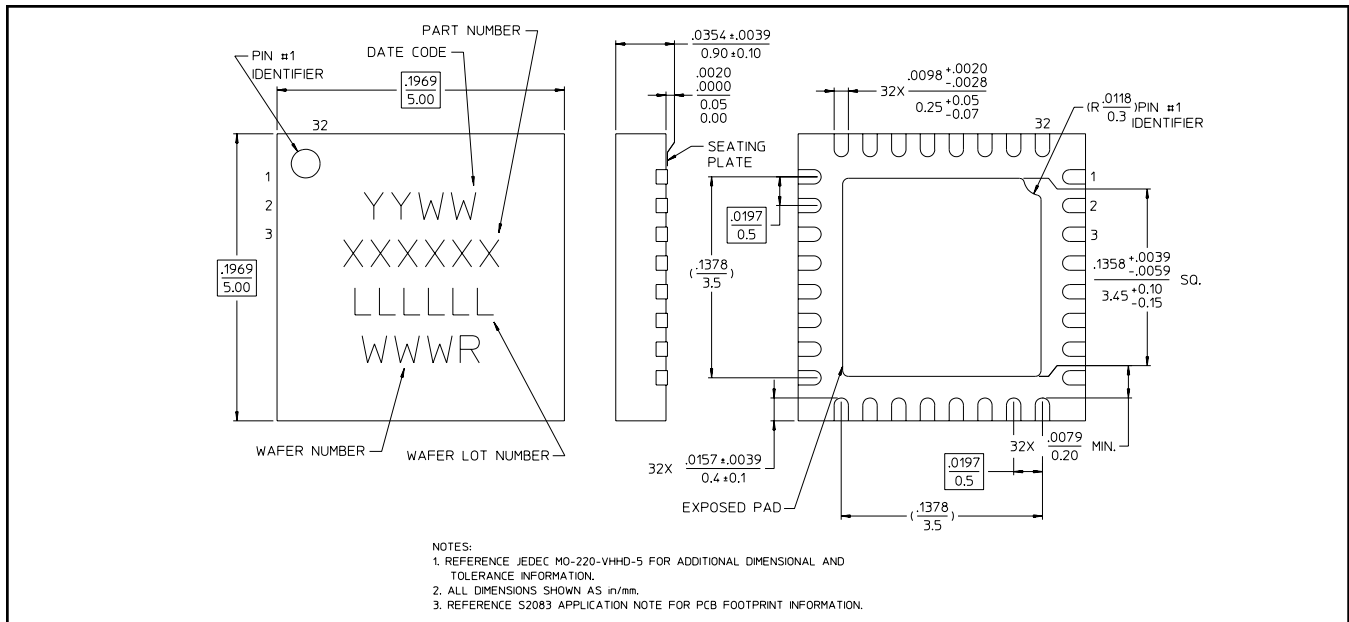 PART NUMBER
DATE CODE
PIN #1
IDENTIFIER
.1969
5.00
32
1
2
3
.1969
5.00
YYWW
XXXXXX
LLLLLL
WWWR
WAFER NUMBER
WAFER LOT NUMBER
.0354 ±.0039
0.90 ±0.10
.0020
.0000
0.05
0.00
SEATING
PLATE
32X .0098 +.0020
-.0028
0.25 +0.05
-0.07
(R .0118
0.3 )PIN #1
IDENTIFIER
32
1
2
3
.0197
0.5
(.1378
3.5 )
.1358 +.0039
-.0059
3.45 +0.10
-0.15
SQ.
32X .0157 ±.0039
0.4 ±0.1
EXPOSED PAD
32X .0079
0.20 MIN.
.0197
0.5
(.1378
3.5 )
NOTES:
1. REFERENCE JEDEC MO-220-VHHD-5 FOR ADDITIONAL DIMENSIONAL AND
TOLERANCE INFORMATION.
2. ALL DIMENSIONS SHOWN AS in/mm.
3. REFERENCE S2083 APPLICATION NOTE FOR PCB FOOTPRINT INFORMATION.